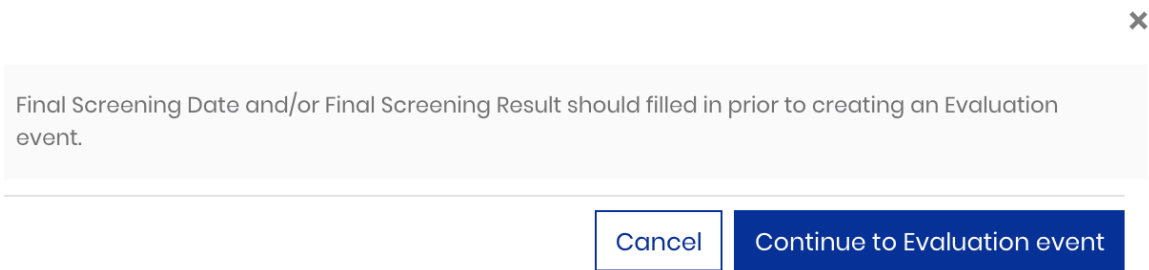 ×
Final Screening Date and/or Final Screening Result should filled in prior to creating an Evaluation
event.
Cancel
Continue to Evaluation event